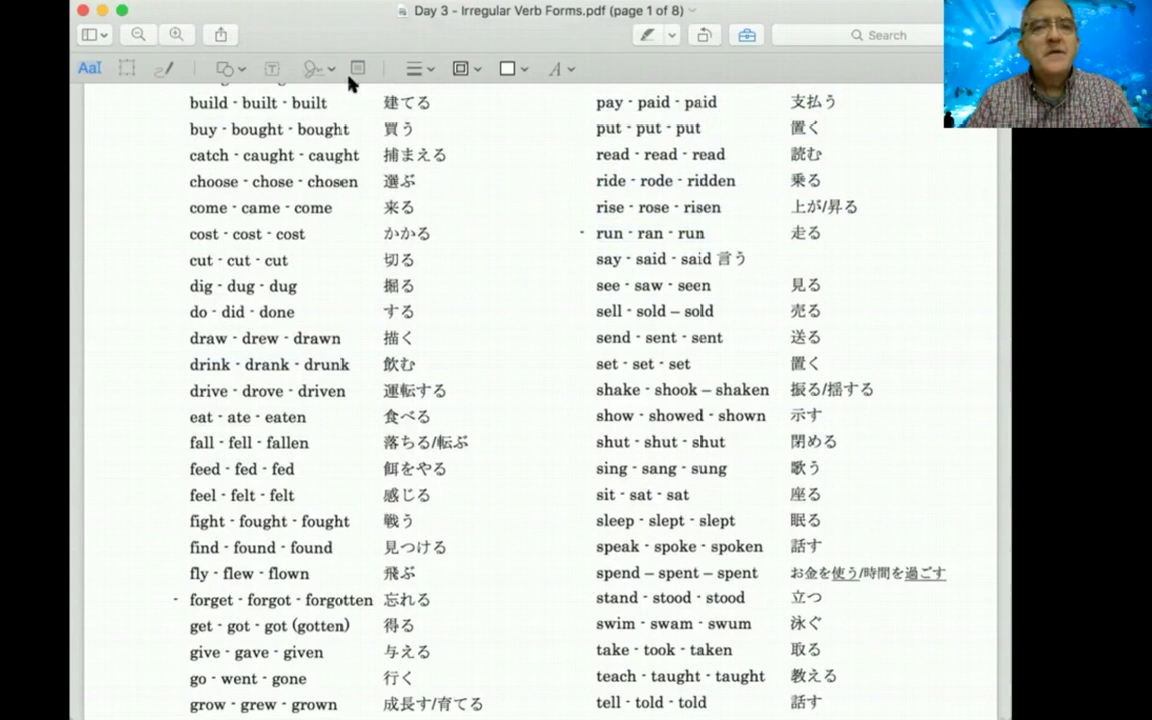 Day 3 - Irregular Verb Forms.pdf (page 1 of 8)
Search
AaI
A
build - built - built 建てる
buy - bought - bought 買う
catch - caught - caught 捕まえる
choose - chose - chosen 選ぶ
come - came - come 来る
cost - cost - cost かかる
cut - cut - cut 切る
dig - dug - dug 掘る
do - did - done する
draw - drew - drawn 描く
drink - drank - drunk 飲む
drive - drove - driven 運転する
eat - ate - eaten 食べる
fall - fell - fallen 落ちる/転ぶ
feed - fed - fed 餌をやる
feel - felt - felt 感じる
fight - fought - fought 戦う
find - found - found 見つける
fly - flew - flown 飛ぶ
- forget - forgot - forgotten 忘れる
get - got - got (gotten) 得る
give - gave - given 与える
go - went - gone 行く
grow - grew - grown 成長す/育てる
pay - paid - paid 支払う
put - put - put 置く
read - read - read 読む
ride - rode - ridden 乗る
rise - rose - risen 上が/昇る
- run - ran - run 走る
say - said - said 言う
see - saw - seen 見る
sell - sold – sold 売る
send - sent - sent 送る
set - set - set 置く
shake - shook – shaken 振る/揺する
show - showed - shown 示す
shut - shut - shut 閉める
sing - sang - sung 歌う
sit - sat - sat 座る
sleep - slept - slept 眠る
speak - spoke - spoken 話す
spend – spent – spent お金を使う/時間を過ごす
stand - stood - stood 立つ
swim - swam - swum 泳ぐ
take - took - taken 取る
teach - taught - taught 教える
tell - told - told 話す